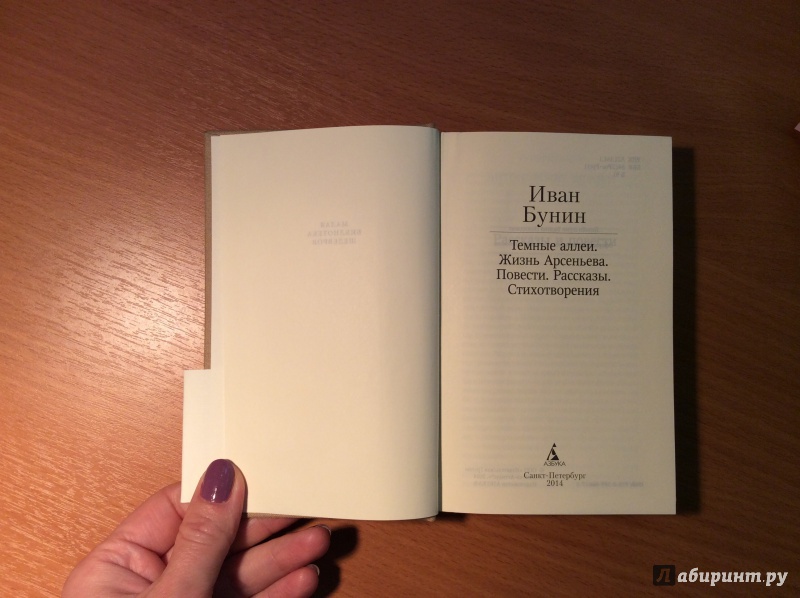 Иван
Бунин
Темные аллеи.
Жизнь Арсеньева.
Повести. Рассказы.
Стихотворения
АЗБУКА
Санкт-Петербург
2014
Лабиринт.ру